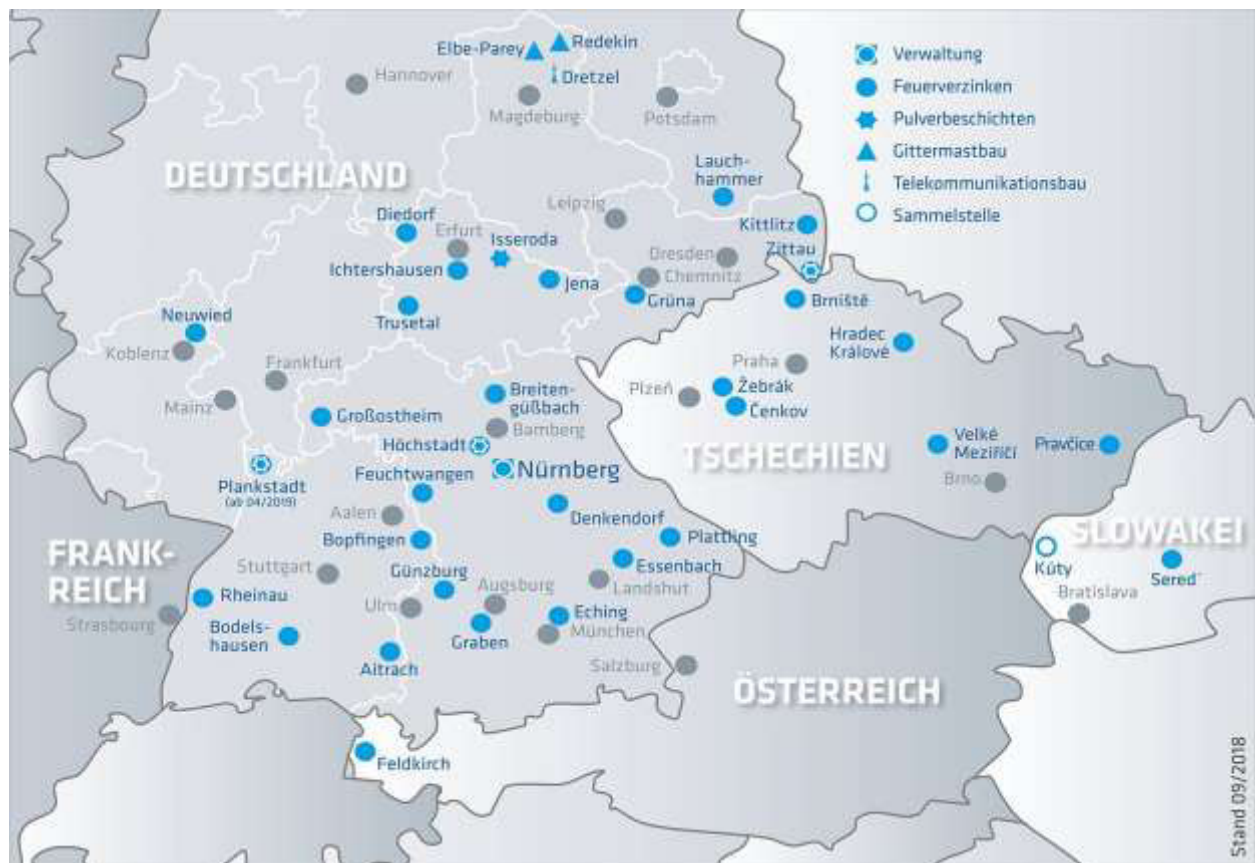 Elbe-Parey
Redekin
Dretzel
Hannover
Magdeburg
Potsdam
Verwaltung
Feuerverzinken
Pulverbeschichten
Gittermastbau
Telekommunikationsbau
Sammelstelle
DEUTSCHLAND
Lauch-
hammer
Leipzig
Diedorf
Erfurt
Isseroda
Kittlitz
Dresden
Zittau
Chemnitz
Ichtershausen
Jena
Grüna
Trusetal
Brniště
Neuwied
Koblenz
Hradec
Králové
Frankfurt
Praha
Mainz
Breiten-
güßbach
Plzeň
Žebrák
Čenkov
Großostheim
Bamberg
Höchstadt
Nürnberg
TSCHECHIEN
Velké
Meziříčí
Pravčice
Brno
Plankstadt
(ab 04/2019)
Feuchtwangen
Aalen
Denkendorf
Plattling
Bopfingen
FRANK-
REICH
Stuttgart
Günzburg
Augsburg
Essenbach
Landshut
SLOWAKEI
Kúty
Sereď
Bratislava
Rheinau
Strasbourg
Ulm
Eching
München
Bodels-
hausen
Graben
Aitrach
Salzburg
ÖSTERREICH
Feldkirch
Stand 09/2018